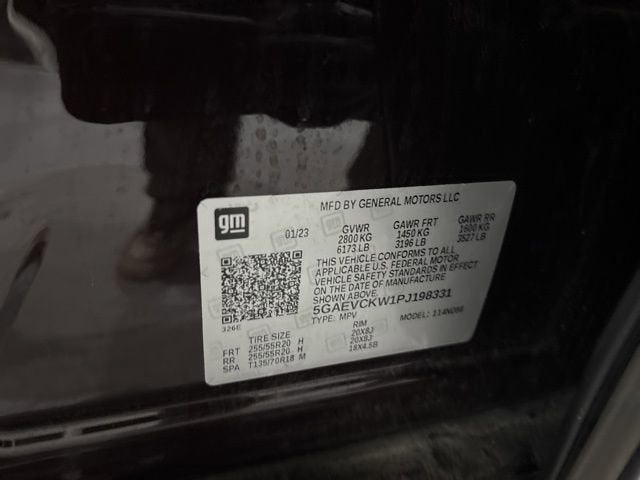 MFD BY GENERAL MOTORS LLC
gm
01/23 GVWR GAWR FRT GAWR RR
2800 KG 1450 KG 1600 KG
6173 LB 3196 LB 3527 LB
THIS VEHICLE CONFORMS TO ALL
APPLICABLE U.S. FEDERAL MOTOR
VEHICLE SAFETY STANDARDS IN EFFECT
ON THE DATE OF MANUFACTURE
SHOWN ABOVE
5GAEVCKW1PJ198331
TYPE: MPV MODEL: 114N086
326E
TIRE SIZE RIM
FRT 255/55R20 H 20X8J
RR 255/55R20 H 20X8J
SPA T135/70R18 M 18X4.5B